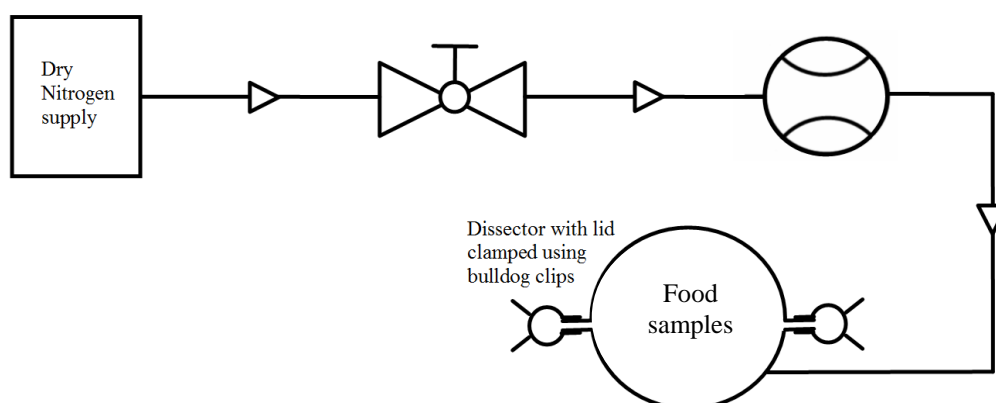 Dry
Nitrogen
supply
Dissector with lid
clamped using
bulldog clips
Food
samples